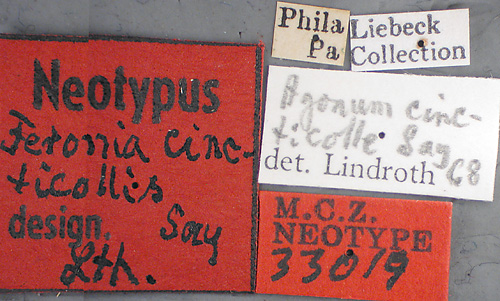 Phila
Pa
Liebeck
Collection
Neotypus
Feronia cinc-
ticollis
design. Say
Lth.
Agonum cinc-
ticolle Say
det. Lindroth 68
M.C.Z.
NEOTYPE
33019